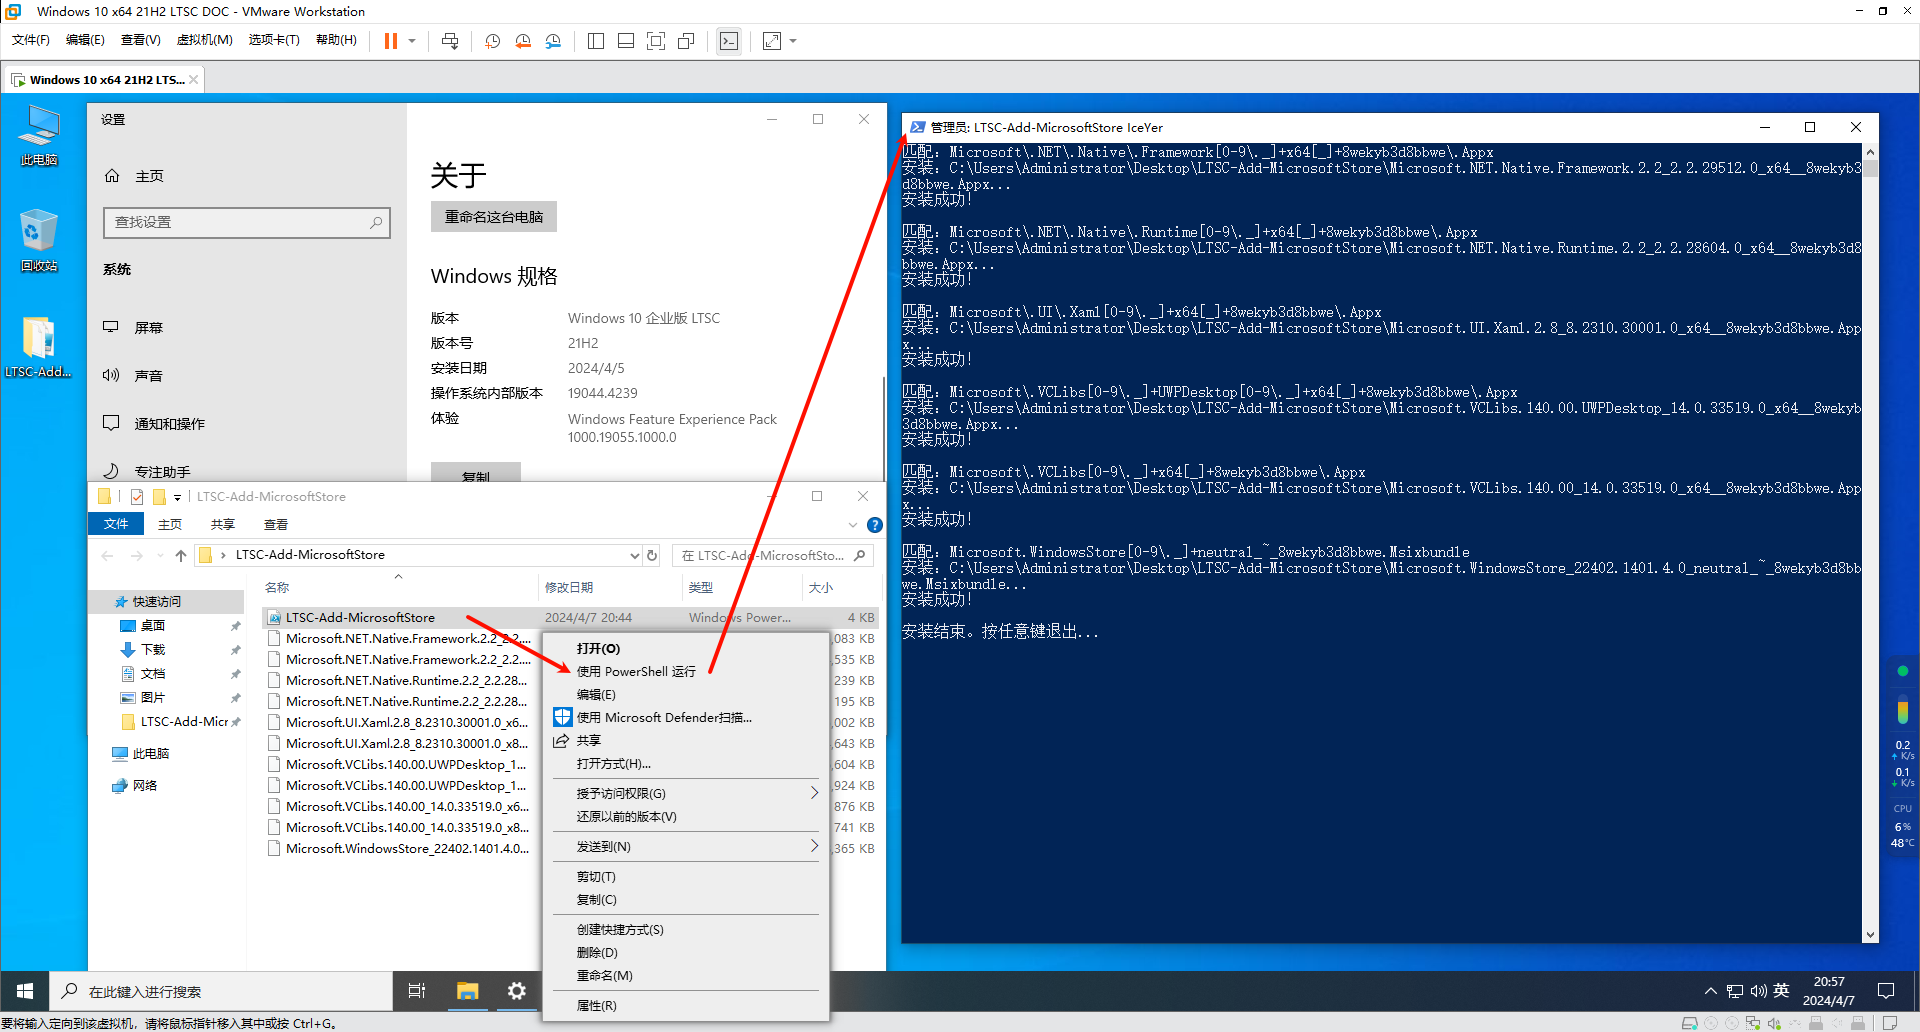 Windows 10 x64 21H2 LTSC DOC - VMware Workstation
文件(F) 编辑(E) 查看(V) 虚拟机(M) 选项卡(T) 帮助(H)
Windows 10 x64 21H2 LTS...
此电脑
回收站
LTSC-Add...
设置
主页
查找设置
系统
屏幕
声音
通知和操作
专注助手
关于
重命名这台电脑
Windows 规格
版本 Windows 10 企业版 LTSC
版本号 21H2
安装日期 2024/4/5
操作系统内部版本 19044.4239
体验 Windows Feature Experience Pack
1000.19055.1000.0
复制
LTSC-Add-MicrosoftStore
文件 主页 共享 查看
LTSC-Add-MicrosoftStore
在 LTSC-Add-MicrosoftSto...
名称 修改日期 类型 大小
快速访问
桌面
下载
文档
图片
LTSC-Add-Micr
此电脑
网络
LTSC-Add-MicrosoftStore 2024/4/7 20:44 Windows Power... 4 KB
Microsoft.NET.Native.Framework.2.2_2.2.... ,083 KB
Microsoft.NET.Native.Framework.2.2_2.2.... ,535 KB
Microsoft.NET.Native.Runtime.2.2_2.2.28... 239 KB
Microsoft.NET.Native.Runtime.2.2_2.2.28... 195 KB
Microsoft.UI.Xaml.2.8_8.2310.30001.0_x6... ,002 KB
Microsoft.UI.Xaml.2.8_8.2310.30001.0_x8... ,643 KB
Microsoft.VCLibs.140.00.UWPDesktop_1... ,604 KB
Microsoft.VCLibs.140.00.UWPDesktop_1... ,924 KB
Microsoft.VCLibs.140.00_14.0.33519.0_x6... 876 KB
Microsoft.VCLibs.140.00_14.0.33519.0_x8... 741 KB
Microsoft.WindowsStore_22402.1401.4.0... ,365 KB
打开(O)
使用 PowerShell 运行
编辑(E)
使用 Microsoft Defender扫描...
共享
打开方式(H)...
授予访问权限(G)
还原以前的版本(V)
发送到(N)
剪切(T)
复制(C)
创建快捷方式(S)
删除(D)
重命名(M)
属性(R)
管理员: LTSC-Add-MicrosoftStore IceYer
匹配: Microsoft\.NET\.Native\.Framework[0-9\._]+x64[_]+8wekyb3d8bbwe\.Appx
安装: C:\Users\Administrator\Desktop\LTSC-Add-MicrosoftStore\Microsoft.NET.Native.Framework.2.2_2.2.29512.0_x64__8wekyb3
d8bbwe.Appx...
安装成功!
匹配: Microsoft\.NET\.Native\.Runtime[0-9\._]+x64[_]+8wekyb3d8bbwe\.Appx
安装: C:\Users\Administrator\Desktop\LTSC-Add-MicrosoftStore\Microsoft.NET.Native.Runtime.2.2_2.2.28604.0_x64__8wekyb3d8
bbwe.Appx...
安装成功!
匹配: Microsoft\.UI\.Xaml[0-9\._]+x64[_]+8wekyb3d8bbwe\.Appx
安装: C:\Users\Administrator\Desktop\LTSC-Add-MicrosoftStore\Microsoft.UI.Xaml.2.8_8.2310.30001.0_x64__8wekyb3d8bbwe.App
x...
安装成功!
匹配: Microsoft\.VCLibs[0-9\._]+UWPDesktop[0-9\._]+x64[_]+8wekyb3d8bbwe\.Appx
安装: C:\Users\Administrator\Desktop\LTSC-Add-MicrosoftStore\Microsoft.VCLibs.140.00.UWPDesktop_14.0.33519.0_x64__8wekyb
3d8bbwe.Appx...
安装成功!
匹配: Microsoft\.VCLibs[0-9\._]+x64[_]+8wekyb3d8bbwe\.Appx
安装: C:\Users\Administrator\Desktop\LTSC-Add-MicrosoftStore\Microsoft.VCLibs.140.00_14.0.33519.0_x64__8wekyb3d8bbwe.App
x...
安装成功!
匹配: Microsoft.WindowsStore[0-9\._]+neutral_~_8wekyb3d8bbwe.Msixbundle
安装: C:\Users\Administrator\Desktop\LTSC-Add-MicrosoftStore\Microsoft.WindowsStore_22402.1401.4.0_neutral_~_8wekyb3d8bb
we.Msixbundle...
安装成功!
安装结束。按任意键退出...
0.2
↑ K/s
0.1
↓ K/s
CPU
6%
48°C
在此键入进行搜索
英
20:57
2024/4/7
要将输入定向到该虚拟机，请将鼠标指针移入其中或按 Ctrl+G。